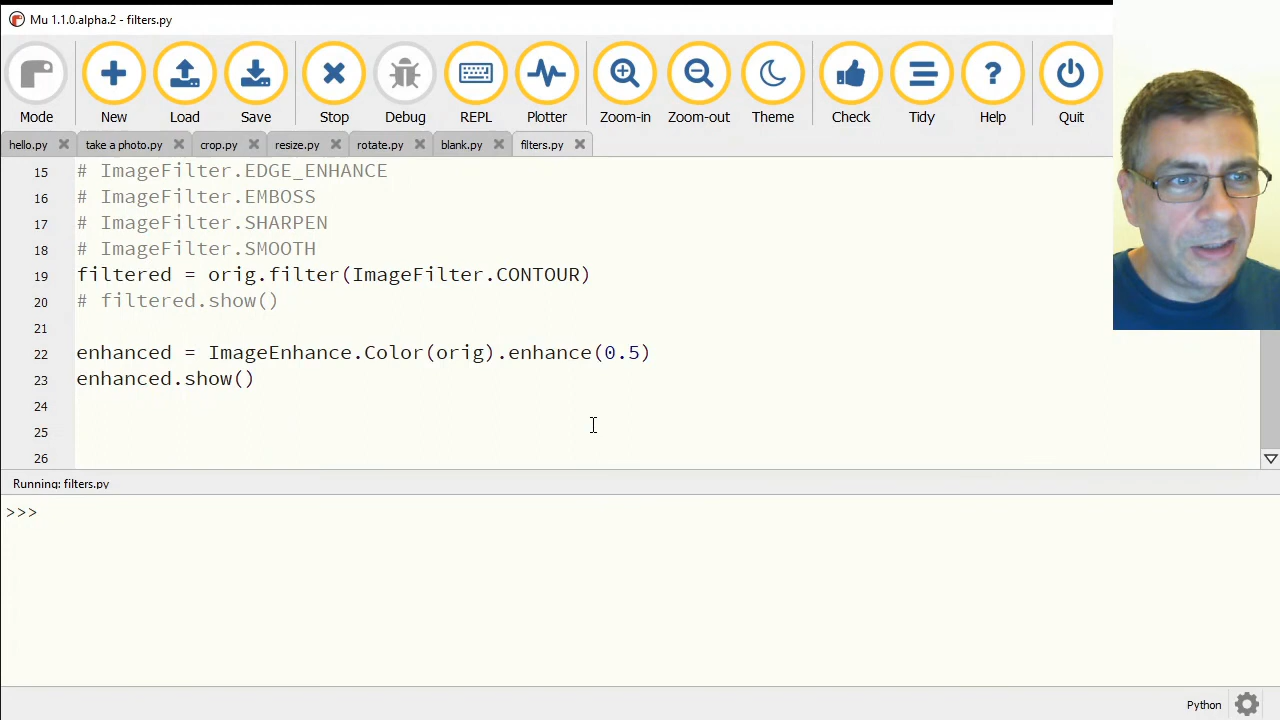 Mu 1.1.0.alpha.2 - filters.py
Mode New Load Save Stop Debug REPL Plotter Zoom-in Zoom-out Theme Check Tidy Help Quit
hello.py take a photo.py crop.py resize.py rotate.py blank.py filters.py
15 # ImageFilter.EDGE_ENHANCE
16 # ImageFilter.EMBOSS
17 # ImageFilter.SHARPEN
18 # ImageFilter.SMOOTH
19 filtered = orig.filter(ImageFilter.CONTOUR)
20 # filtered.show()
21
22 enhanced = ImageEnhance.Color(orig).enhance(0.5)
23 enhanced.show()
24
25
26
Running: filters.py
>>>
Python